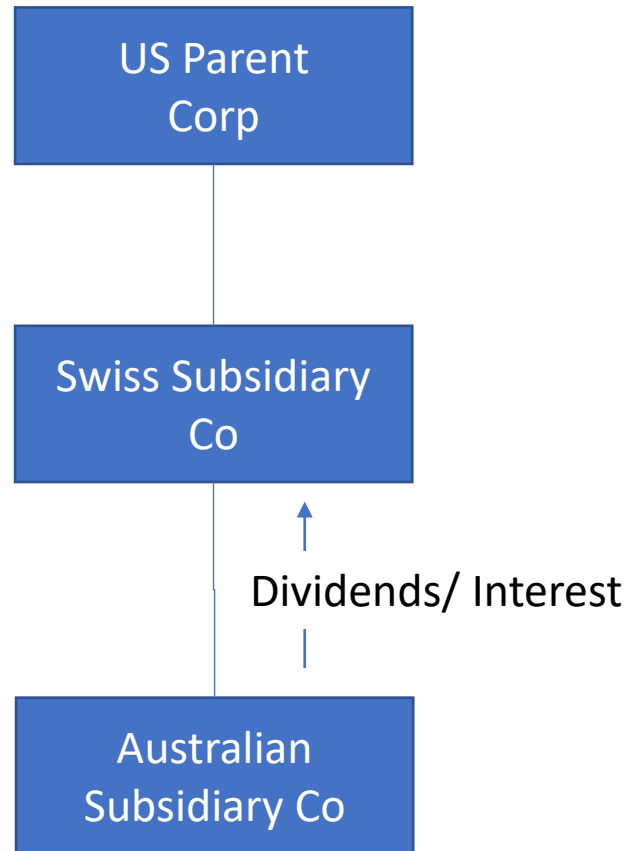 US Parent
Corp
Swiss Subsidiary
Co
Dividends/ Interest
Australian
Subsidiary Co